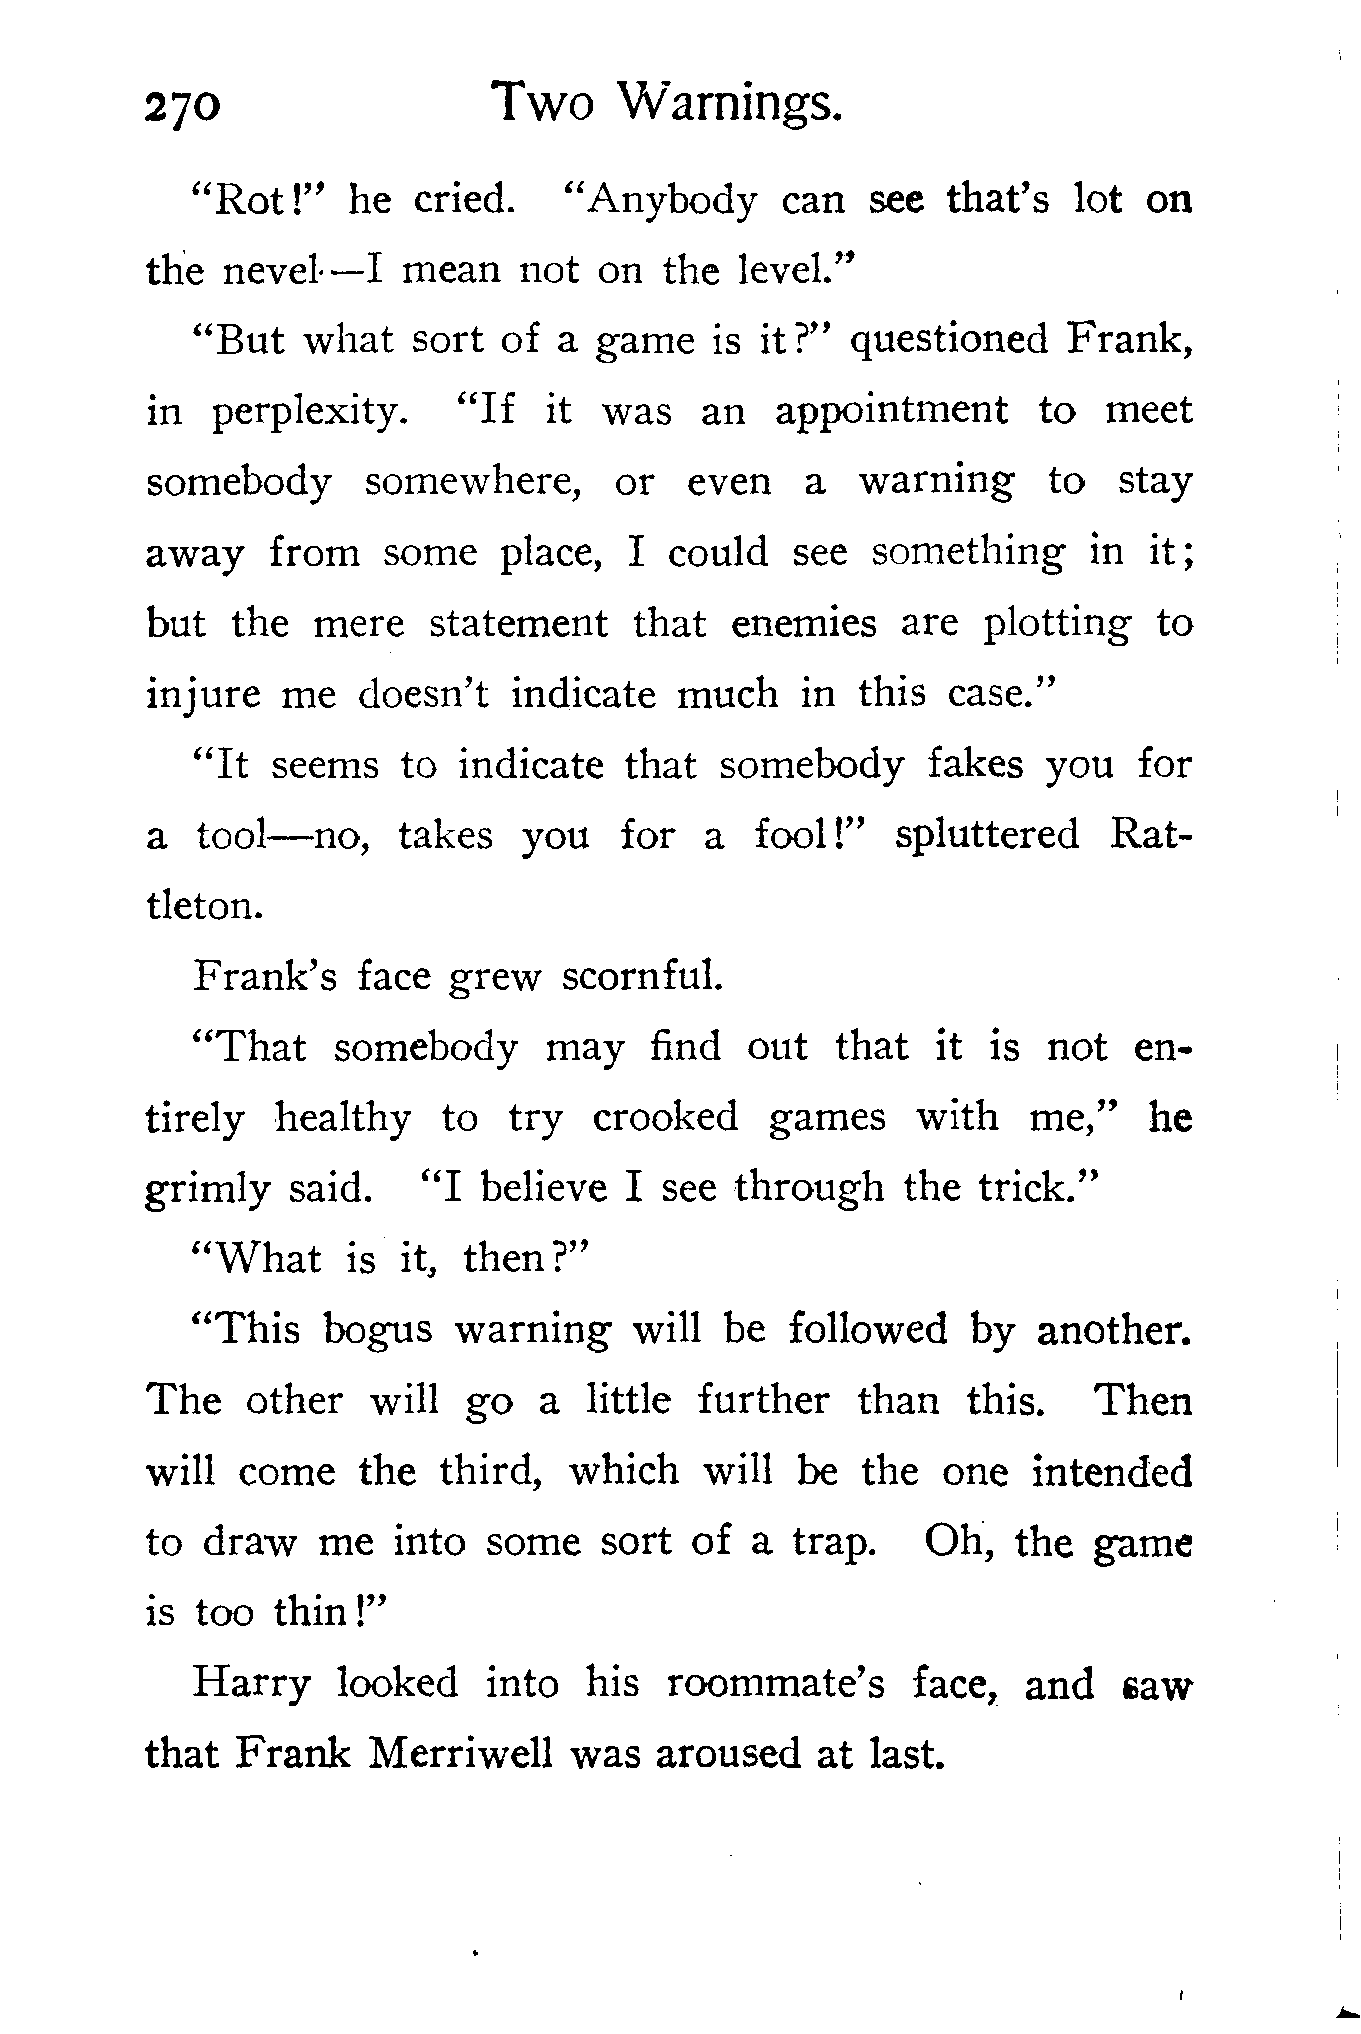 270 Two Warnings.
“Rot!” he cried. “Anybody can see that’s lot on
the nevel—I mean not on the level.”
“But what sort of a game is it?” questioned Frank,
in perplexity. “If it was an appointment to meet
somebody somewhere, or even a warning to stay
away from some place, I could see something in it;
but the mere statement that enemies are plotting to
injure me doesn’t indicate much in this case.”
“It seems to indicate that somebody fakes you for
a tool—no, takes you for a fool!” spluttered Rat-
tleton.
Frank’s face grew scornful.
“That somebody may find out that it is not en-
tirely healthy to try crooked games with me,” he
grimly said. “I believe I see through the trick.”
“What is it, then?”
“This bogus warning will be followed by another.
The other will go a little further than this. Then
will come the third, which will be the one intended
to draw me into some sort of a trap. Oh, the game
is too thin!”
Harry looked into his roommate’s face, and saw
that Frank Merriwell was aroused at last.